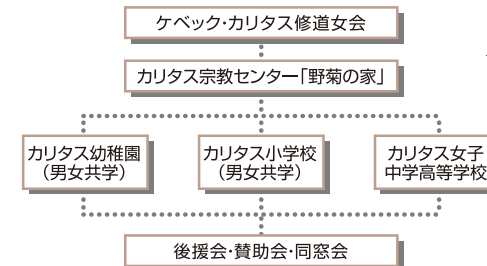 ケベック・カリタス修道女会
カリタス宗教センター「野菊の家」
カリタス幼稚園
（男女共学）
カリタス小学校
（男女共学）
カリタス女子
中学高等学校
後援会・賛助会・同窓会